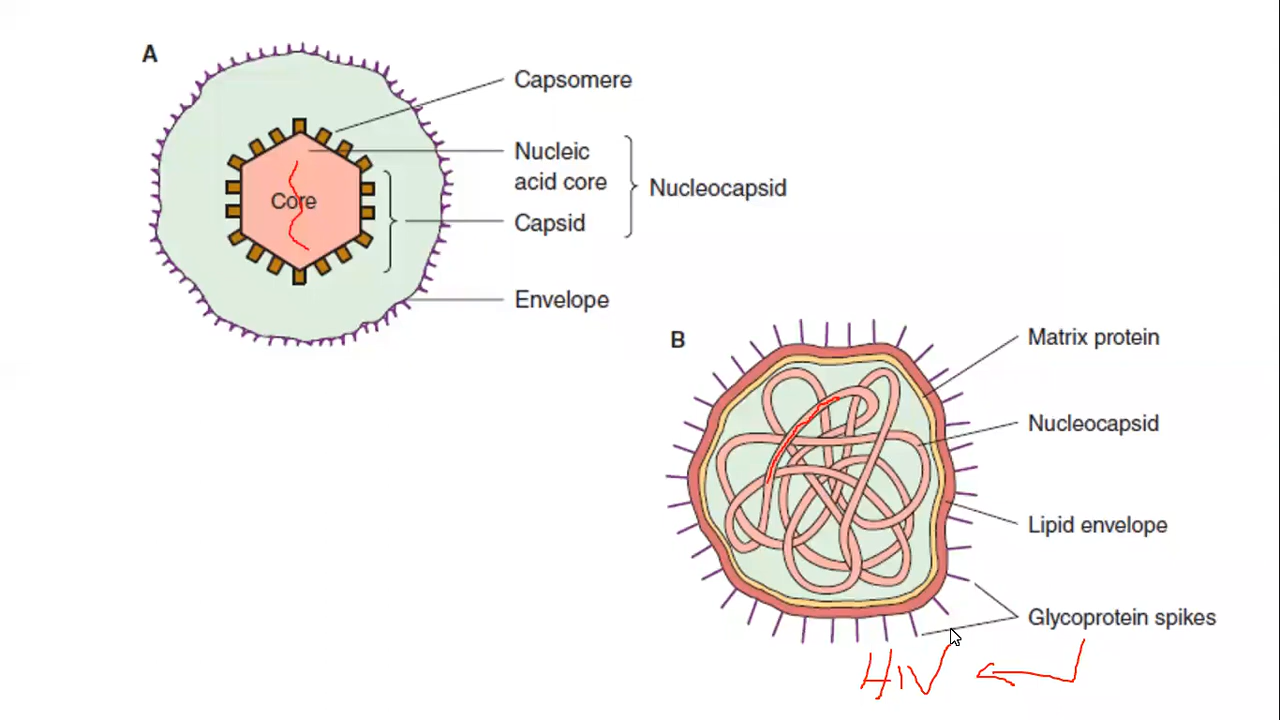 A
Capsomere
Nucleic
acid core
Nucleocapsid
Core
Capsid
Envelope
B
Matrix protein
Nucleocapsid
Lipid envelope
Glycoprotein spikes
HIV